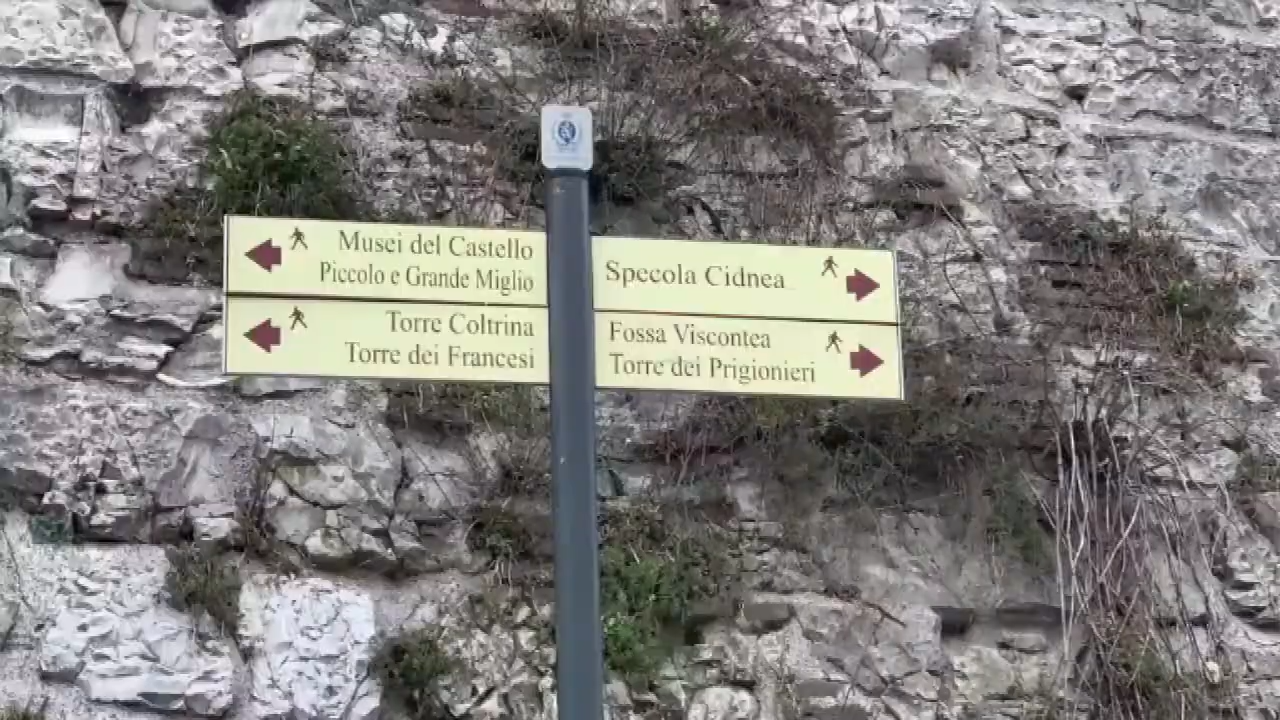 Musei del Castello
Piccolo e Grande Miglio
Torre Coltrina
Torre dei Francesi
Specola Cidnea
Fossa Viscontea
Torre dei Prigionieri